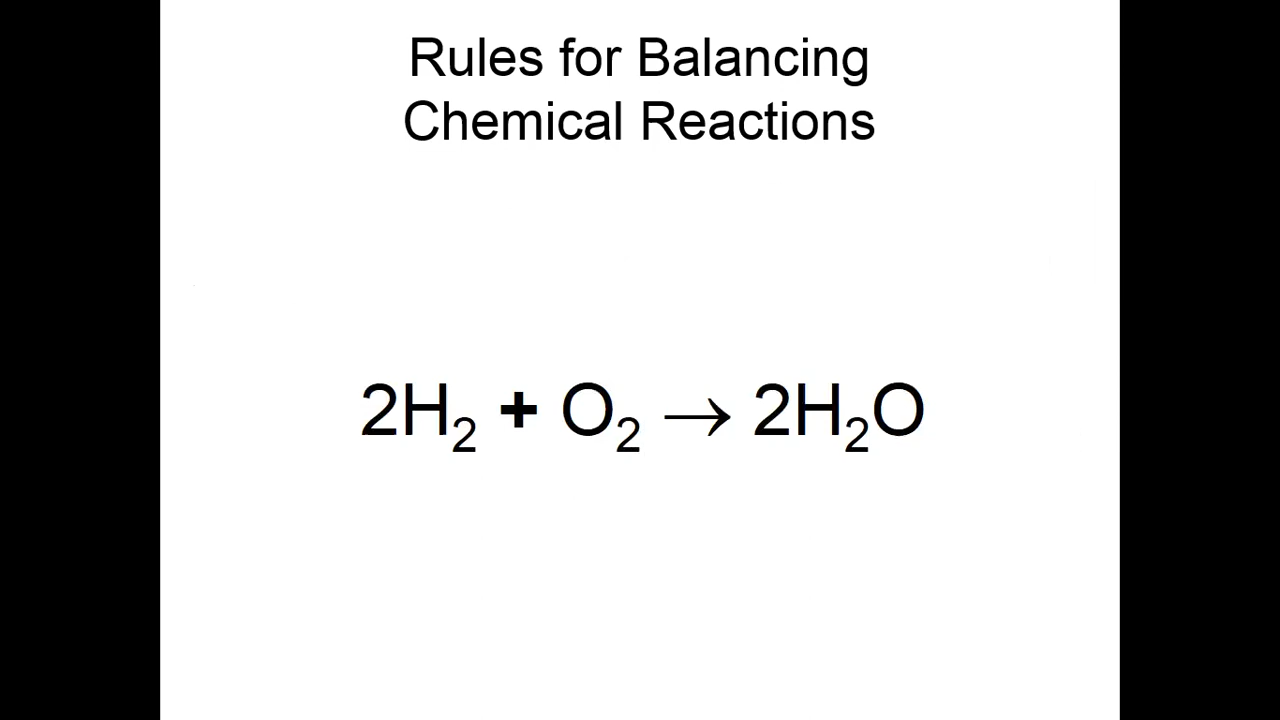 Rules for Balancing
Chemical Reactions
2H₂ + O₂ → 2H₂O